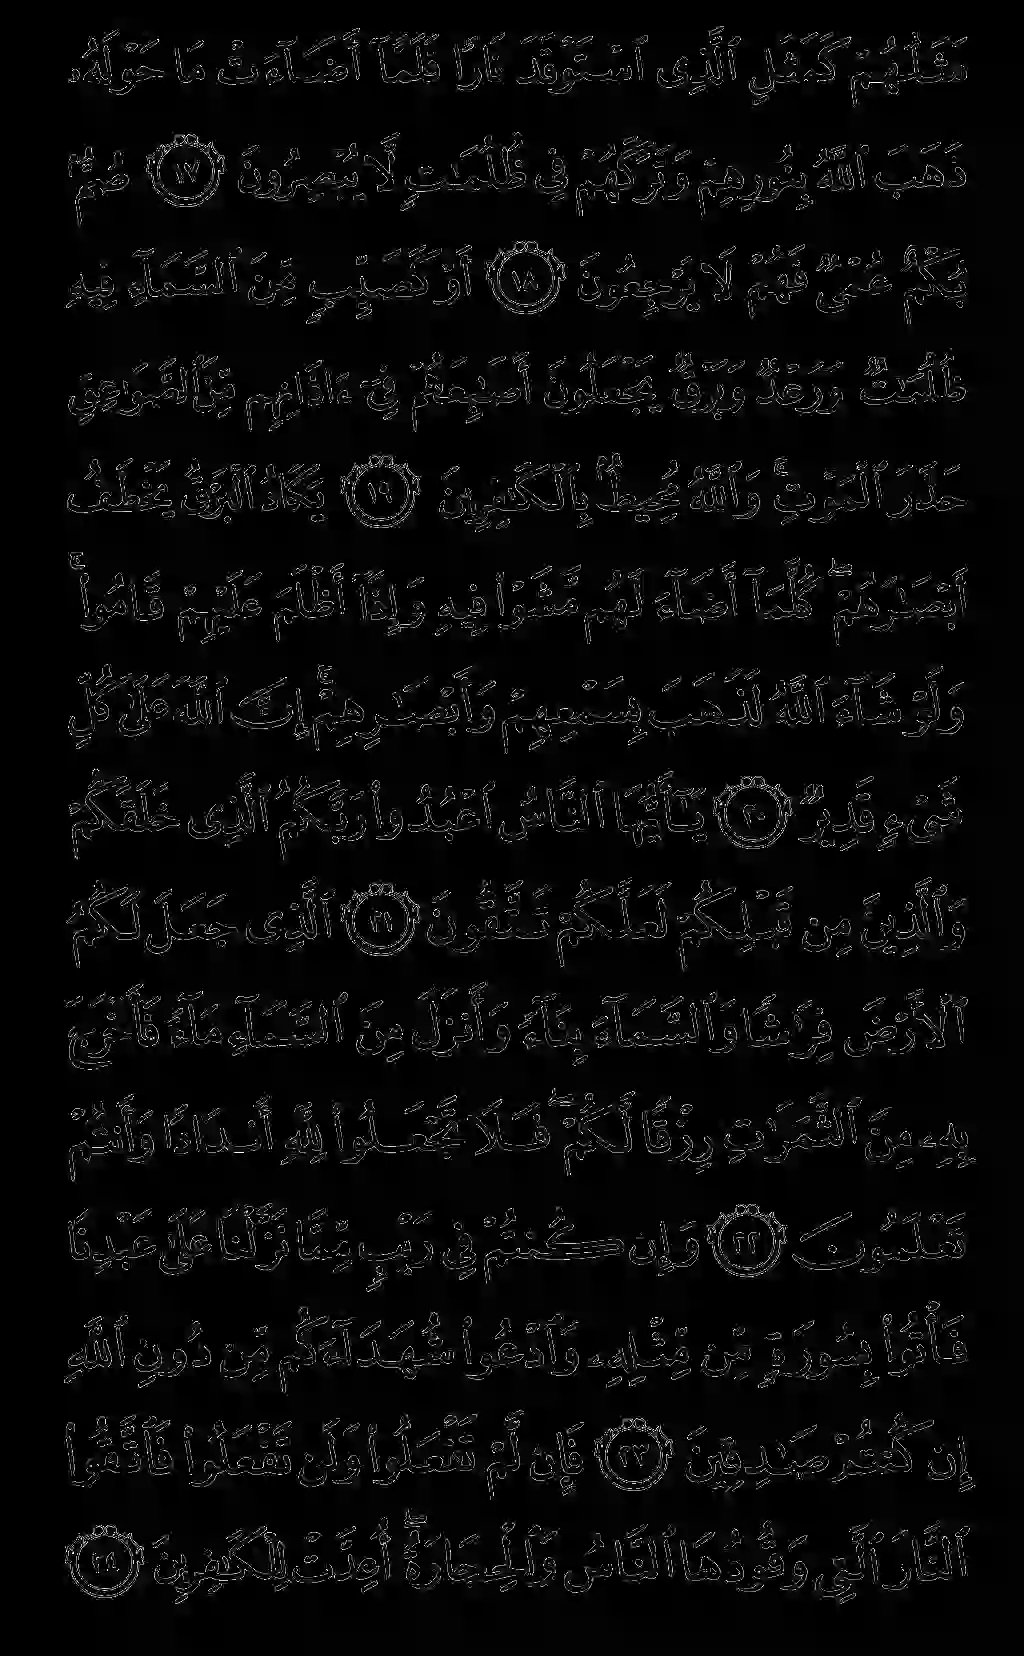 مَثَلُهُمْ كَمَثَلِ ٱلَّذِى ٱسْتَوْقَدَ نَارًا فَلَمَّآ أَضَآءَتْ مَا حَوْلَهُۥ
ذَهَبَ ٱللَّهُ بِنُورِهِمْ وَتَرَكَهُمْ فِى ظُلُمَـٰتٍ لَّا يُبْصِرُونَ ١٧ صُمٌّۢ
بُكْمٌ عُمْىٌ فَهُمْ لَا يَرْجِعُونَ ١٨ أَوْ كَصَيِّبٍ مِّنَ ٱلسَّمَآءِ فِيهِ
ظُلُمَـٰتٌ وَرَعْدٌ وَبَرْقٌ يَجْعَلُونَ أَصَـٰبِعَهُمْ فِىٓ ءَاذَانِهِم مِّنَ ٱلصَّوَٰعِقِ
حَذَرَ ٱلْمَوْتِ ۚ وَٱللَّهُ مُحِيطٌۢ بِٱلْكَـٰفِرِينَ ١٩ يَكَادُ ٱلْبَرْقُ يَخْطَفُ
أَبْصَـٰرَهُمْ ۖ كُلَّمَآ أَضَآءَ لَهُم مَّشَوْا۟ فِيهِ وَإِذَآ أَظْلَمَ عَلَيْهِمْ قَامُوا۟ ۚ
وَلَوْ شَآءَ ٱللَّهُ لَذَهَبَ بِسَمْعِهِمْ وَأَبْصَـٰرِهِمْ ۚ إِنَّ ٱللَّهَ عَلَىٰ كُلِّ
شَىْءٍ قَدِيرٌ ٢٠ يَـٰٓأَيُّهَا ٱلنَّاسُ ٱعْبُدُوا۟ رَبَّكُمُ ٱلَّذِى خَلَقَكُمْ
وَٱلَّذِينَ مِن قَبْلِكُمْ لَعَلَّكُمْ تَتَّقُونَ ٢١ ٱلَّذِى جَعَلَ لَكُمُ
ٱلْأَرْضَ فِرَٰشًا وَٱلسَّمَآءَ بِنَآءً وَأَنزَلَ مِنَ ٱلسَّمَآءِ مَآءً فَأَخْرَجَ
بِهِۦ مِنَ ٱلثَّمَرَٰتِ رِزْقًا لَّكُمْ ۖ فَلَا تَجْعَلُوا۟ لِلَّهِ أَندَادًا وَأَنتُمْ
تَعْلَمُونَ ٢٢ وَإِن كُنتُمْ فِى رَيْبٍ مِّمَّا نَزَّلْنَا عَلَىٰ عَبْدِنَا
فَأْتُوا۟ بِسُورَةٍ مِّن مِّثْلِهِۦ وَٱدْعُوا۟ شُهَدَآءَكُم مِّن دُونِ ٱللَّهِ
إِن كُنتُمْ صَـٰدِقِينَ ٢٣ فَإِن لَّمْ تَفْعَلُوا۟ وَلَن تَفْعَلُوا۟ فَٱتَّقُوا۟
ٱلنَّارَ ٱلَّتِى وَقُودُهَا ٱلنَّاسُ وَٱلْحِجَارَةُ ۖ أُعِدَّتْ لِلْكَـٰفِرِينَ ٢٤